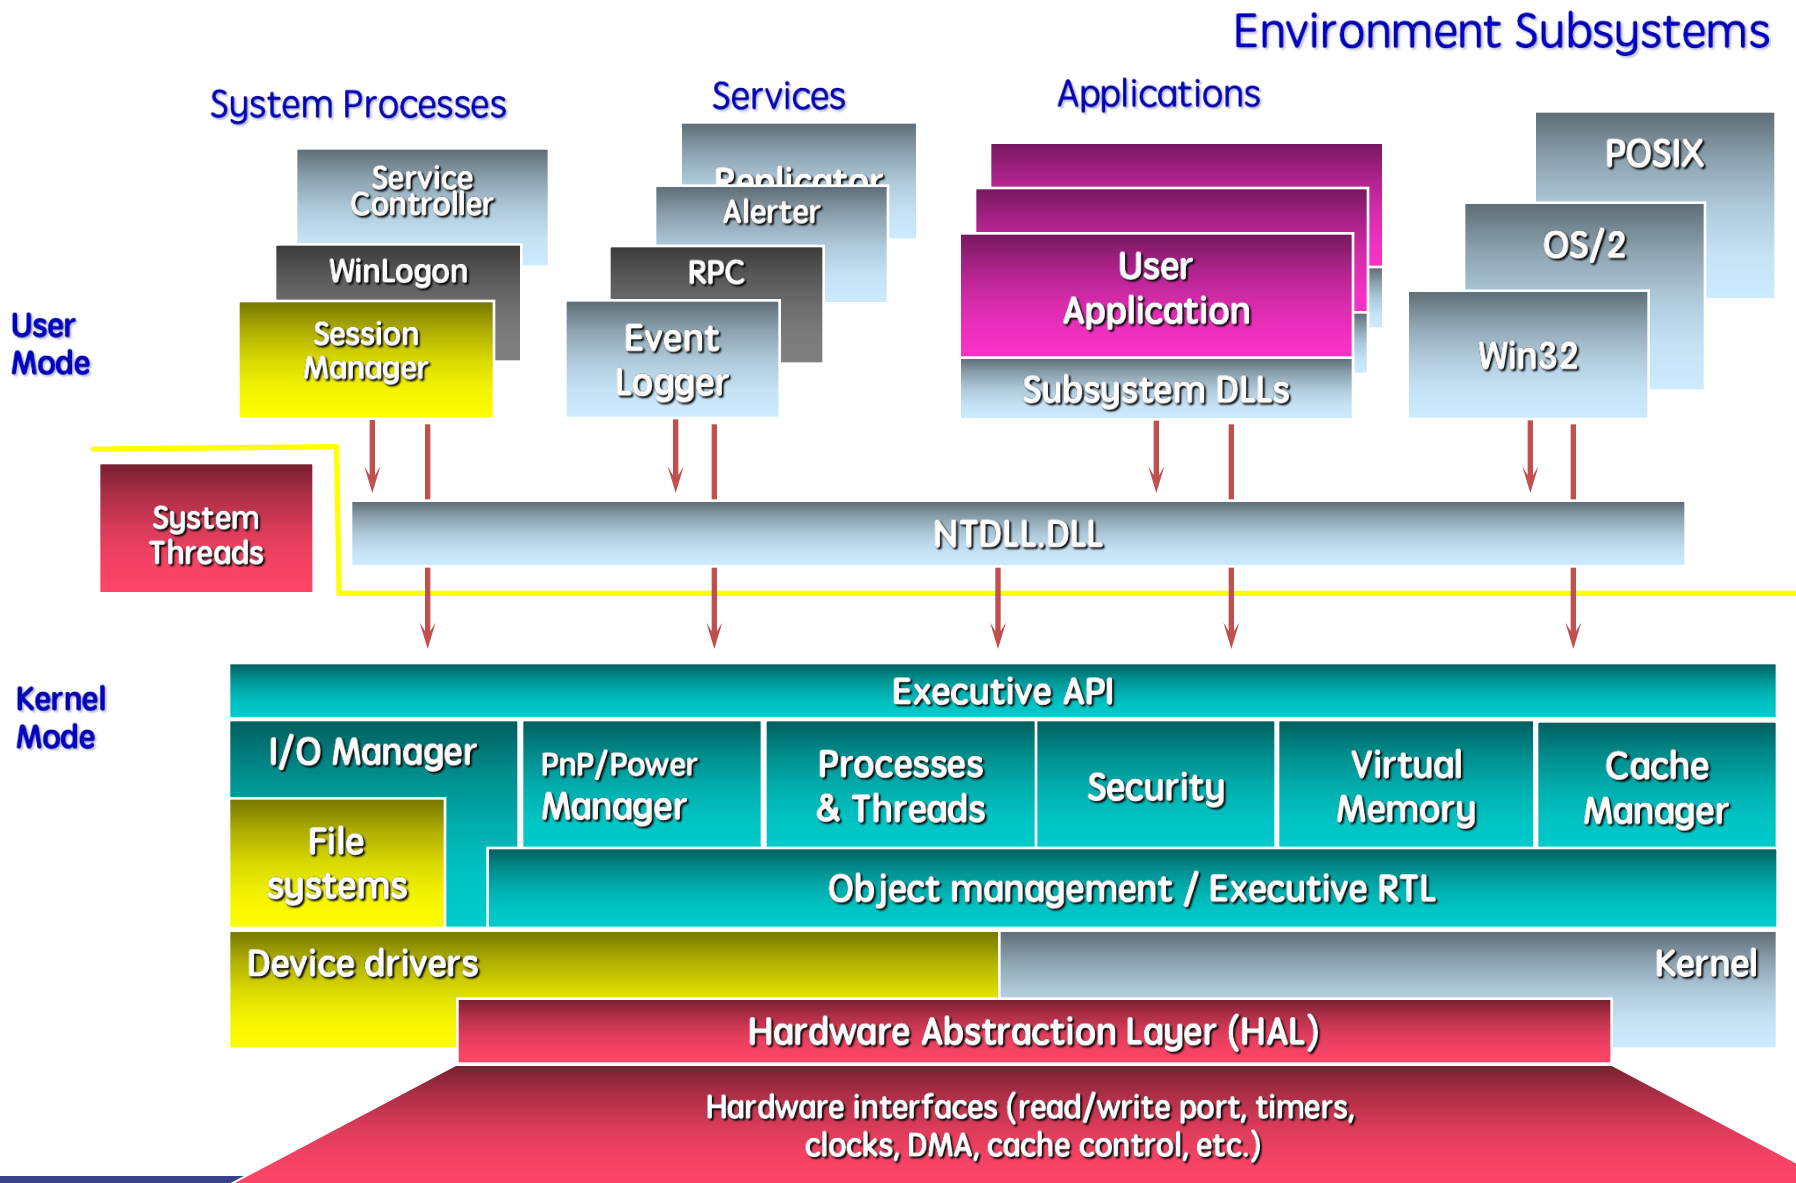 Environment Subsystems
System Processes
Services
Applications
Service
Controller
WinLogon
Session
Manager
Replicator
Alerter
RPC
Event
Logger
User
Application
Subsystem DLLs
POSIX
OS/2
Win32
User
Mode
System
Threads
NTDLL.DLL
Kernel
Mode
Executive API
I/O Manager
PnP/Power
Manager
Processes
& Threads
Security
Virtual
Memory
Cache
Manager
File
systems
Object management / Executive RTL
Device drivers
Kernel
Hardware Abstraction Layer (HAL)
Hardware interfaces (read/write port, timers,
clocks, DMA, cache control, etc.)